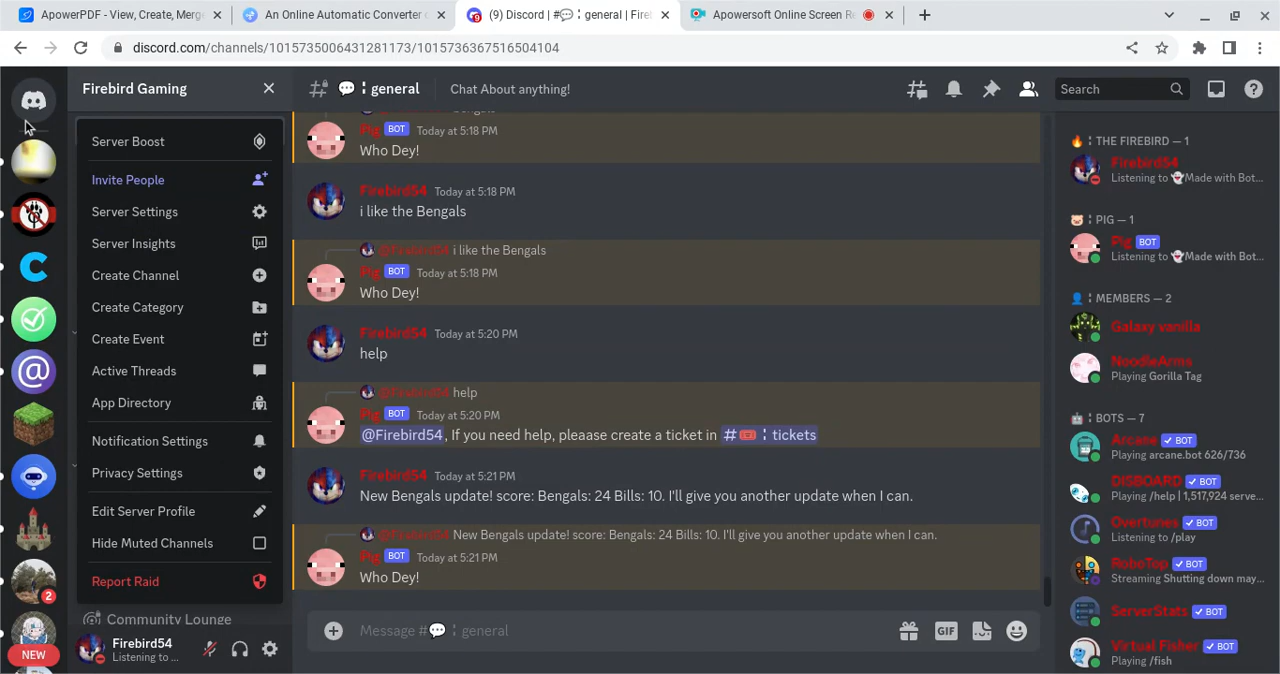 ApowerPDF - View, Create, Merge
An Online Automatic Converter o
(9) Discord | #💬╎general | Fire
Apowersoft Online Screen Re
discord.com/channels/1015735006431281173/1015736367516504104
Firebird Gaming
💬╎general
Chat About anything!
Search
Server Boost
Invite People
Server Settings
Server Insights
Create Channel
Create Category
Create Event
Active Threads
App Directory
Notification Settings
Privacy Settings
Edit Server Profile
Hide Muted Channels
Report Raid
Community Lounge
2
NEW
Firebird54
Listening to ...
Pig BOT Today at 5:18 PM
Who Dey!
Firebird54 Today at 5:18 PM
i like the Bengals
@Firebird54 i like the Bengals
Pig BOT Today at 5:18 PM
Who Dey!
Firebird54 Today at 5:20 PM
help
@Firebird54 help
Pig BOT Today at 5:20 PM
@Firebird54, If you need help, pleaase create a ticket in #🎟️╎tickets
Firebird54 Today at 5:21 PM
New Bengals update! score: Bengals: 24 Bills: 10. I'll give you another update when I can.
@Firebird54 New Bengals update! score: Bengals: 24 Bills: 10. I'll give you another update when I can.
Pig BOT Today at 5:21 PM
Who Dey!
Message #💬╎general
GIF
🔥╎THE FIREBIRD — 1
Firebird54
Listening to 👻Made with Bot...
🐷╎PIG — 1
Pig BOT
Listening to 👻Made with Bot...
👤╎MEMBERS — 2
Galaxy vanilla
NoodleArms
Playing Gorilla Tag
🤖╎BOTS — 7
Arcane ✓ BOT
Playing arcane.bot 626/736
DISBOARD ✓ BOT
Playing /help | 1,517,924 serve...
Overtunes ✓ BOT
Listening to /play
RoboTop ✓ BOT
Streaming Shutting down may...
ServerStats ✓ BOT
Virtual Fisher ✓ BOT
Playing /fish